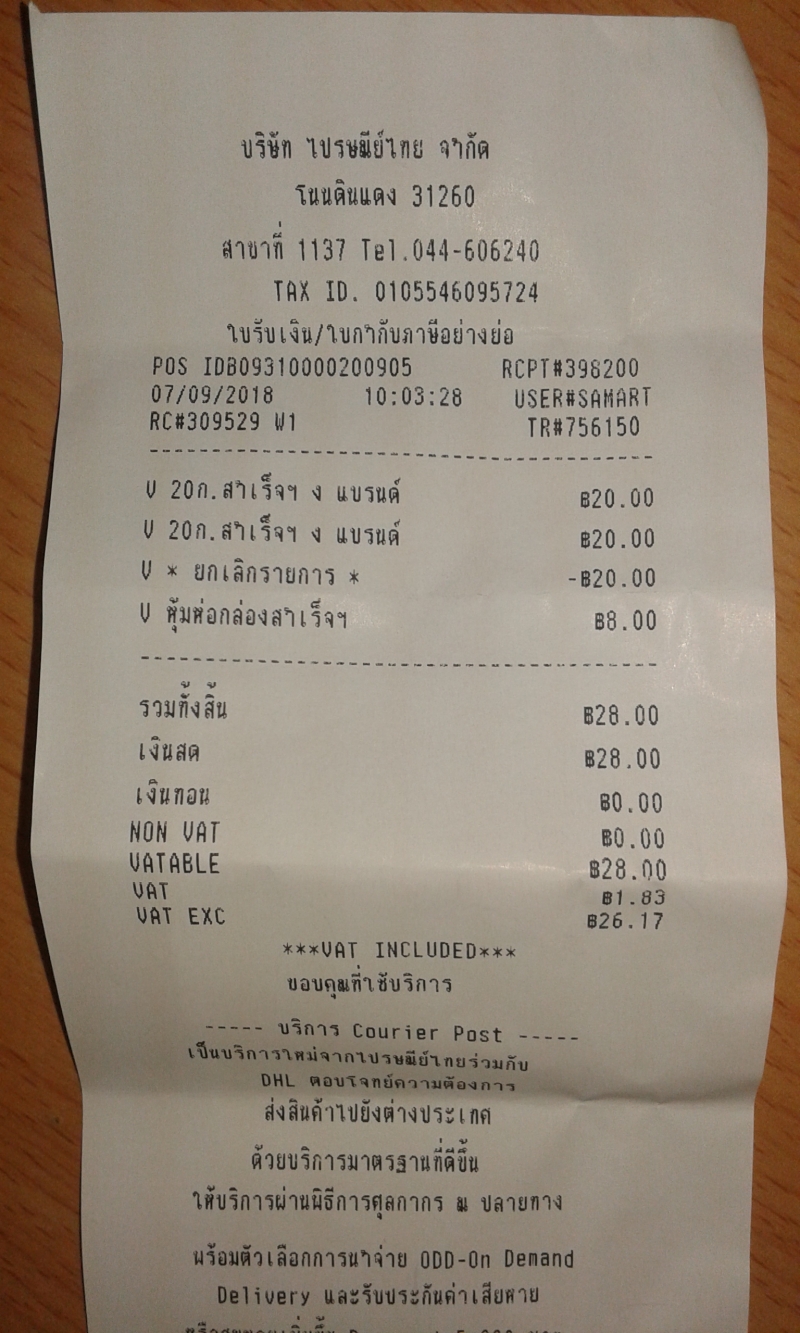 บริษัท ไปรษณีย์ไทย จำกัด
โนนดินแดง 31260
สาขาที่ 1137 Tel.044-606240
TAX ID. 0105546095724
ใบรับเงิน/ใบกำกับภาษีอย่างย่อ
POS IDB09310000200905 RCPT#398200
07/09/2018 10:03:28 USER#SAMART
RC#309529 W1 TR#756150
V 20ก.สำเร็จฯ ง แบรนด์ ฿20.00
V 20ก.สำเร็จฯ ง แบรนด์ ฿20.00
V * ยกเลิกรายการ * -฿20.00
V หุ้มห่อกล่องสำเร็จฯ ฿8.00
รวมทั้งสิ้น ฿28.00
เงินสด ฿28.00
เงินทอน ฿0.00
NON VAT ฿0.00
VATABLE ฿28.00
VAT ฿1.83
VAT EXC ฿26.17
***VAT INCLUDED***
ขอบคุณที่ใช้บริการ
----- บริการ Courier Post -----
เป็นบริการใหม่จากไปรษณีย์ไทยร่วมกับ
DHL ตอบโจทย์ความต้องการ
ส่งสินค้าไปยังต่างประเทศ
ด้วยบริการมาตรฐานที่ดีขึ้น
ให้บริการผ่านพิธีการศุลกากร ณ ปลายทาง
พร้อมตัวเลือกการนำจ่าย ODD-On Demand
Delivery และรับประกันค่าเสียหาย